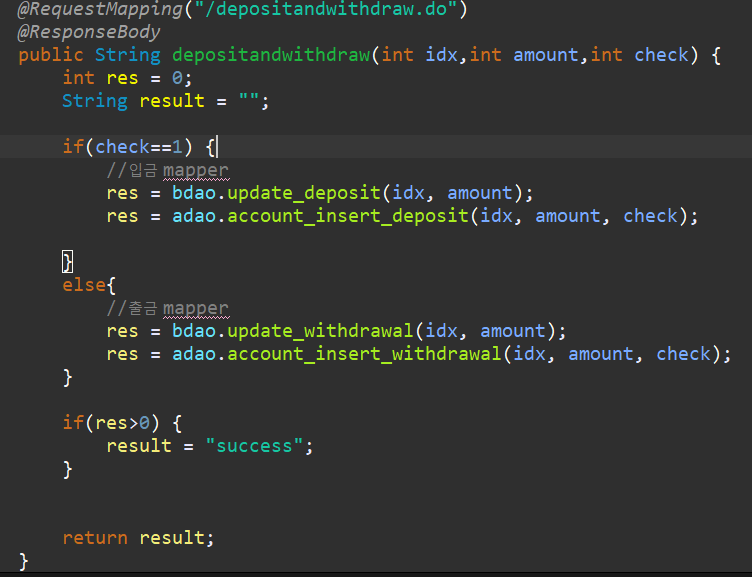 @RequestMapping("/depositandwithdraw.do")
@ResponseBody
public String depositandwithdraw(int idx,int amount,int check) {
int res = 0;
String result = "";
if(check==1) {
//입금 mapper
res = bdao.update_deposit(idx, amount);
res = adao.account_insert_deposit(idx, amount, check);
}
else{
//출금 mapper
res = bdao.update_withdrawal(idx, amount);
res = adao.account_insert_withdrawal(idx, amount, check);
}
if(res>0) {
result = "success";
}
return result;
}